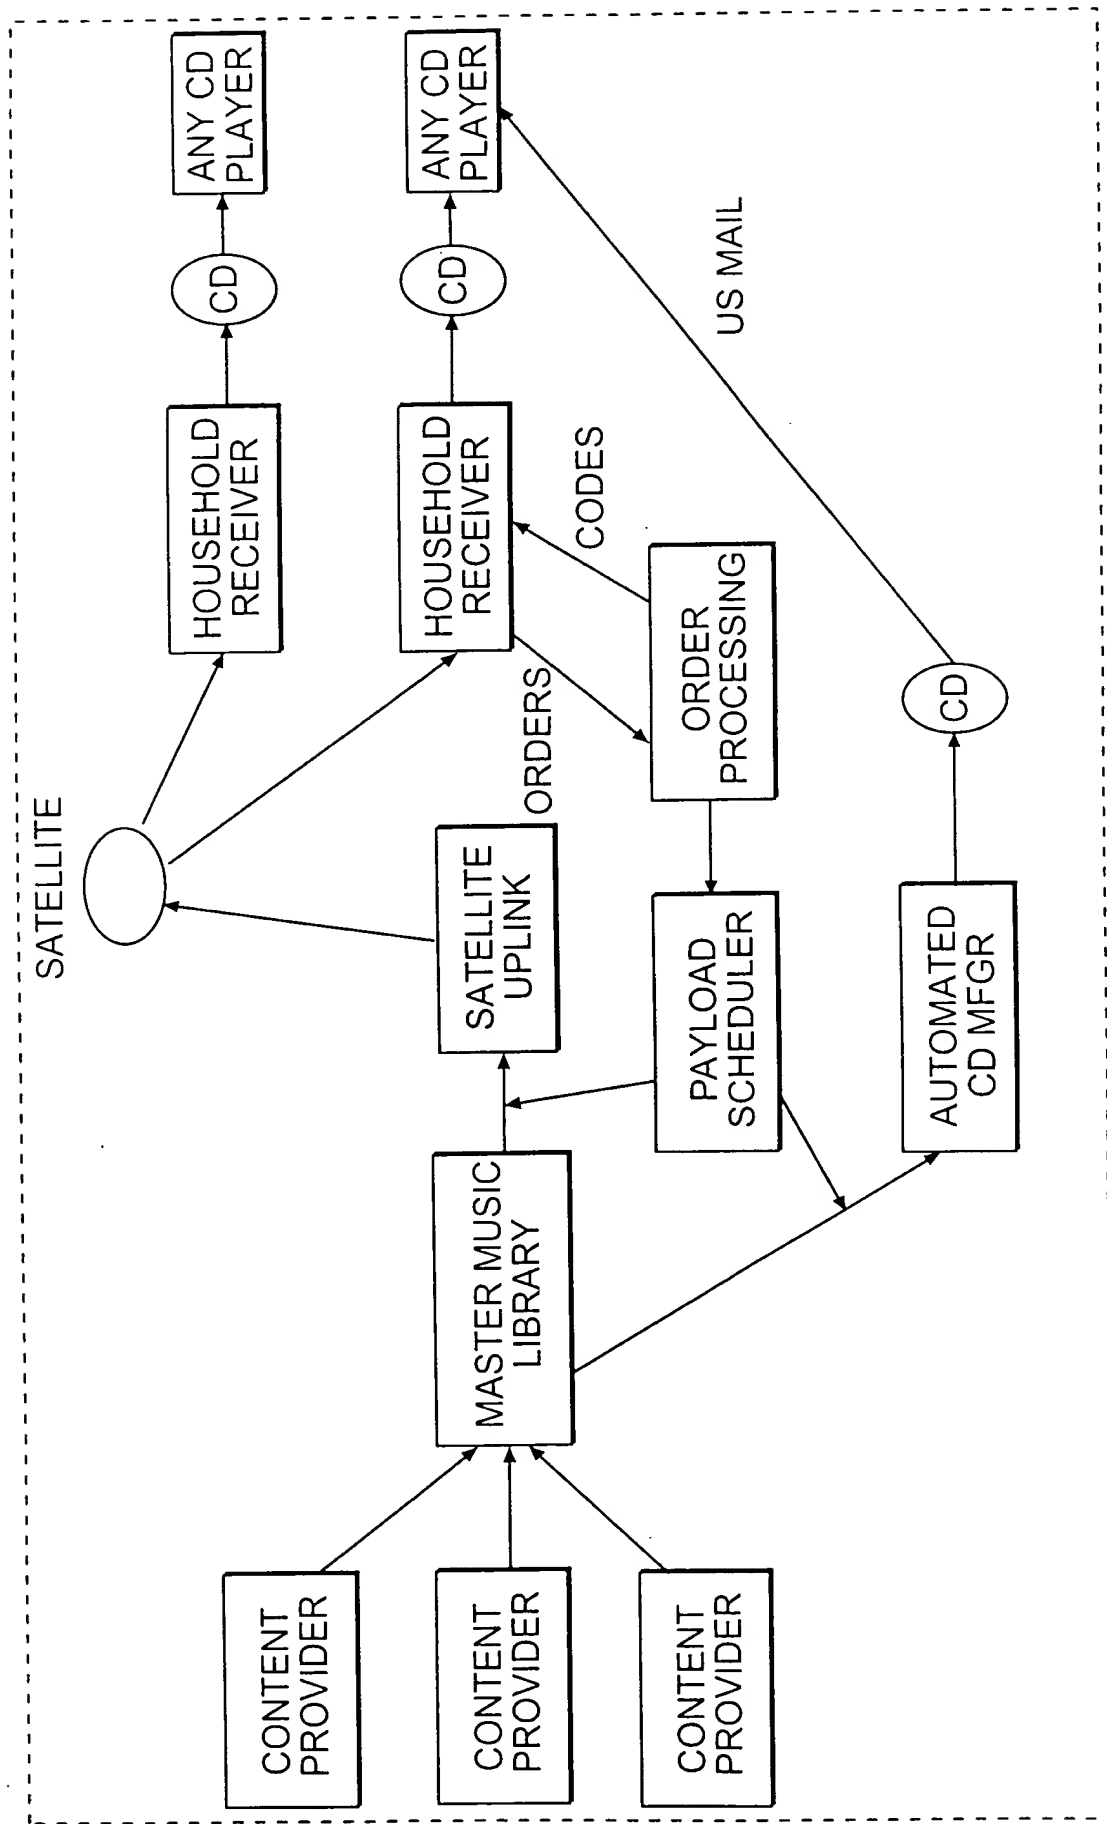 CONTENT
PROVIDER
CONTENT
PROVIDER
CONTENT
PROVIDER
MASTER MUSIC
LIBRARY
SATELLITE
UPLINK
SATELLITE
PAYLOAD
SCHEDULER
AUTOMATED
CD MFGR
ORDERS
ORDER
PROCESSING
CODES
CD
US MAIL
HOUSEHOLD
RECEIVER
HOUSEHOLD
RECEIVER
CD
CD
ANY CD
PLAYER
ANY CD
PLAYER